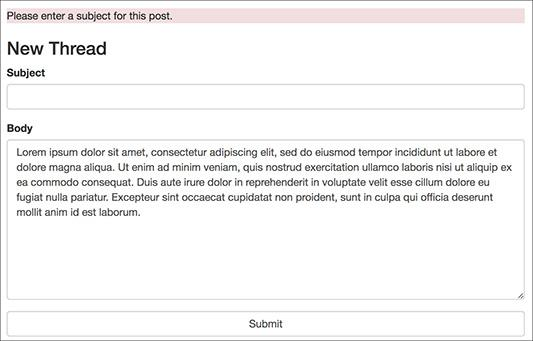 Please enter a subject for this post.
New Thread
Subject
Body
Lorem ipsum dolor sit amet, consectetur adipiscing elit, sed do eiusmod tempor incididunt ut labore et
dolore magna aliqua. Ut enim ad minim veniam, quis nostrud exercitation ullamco laboris nisi ut aliquip ex
ea commodo consequat. Duis aute irure dolor in reprehenderit in voluptate velit esse cillum dolore eu
fugiat nulla pariatur. Excepteur sint occaecat cupidatat non proident, sunt in culpa qui officia deserunt
mollit anim id est laborum.
Submit